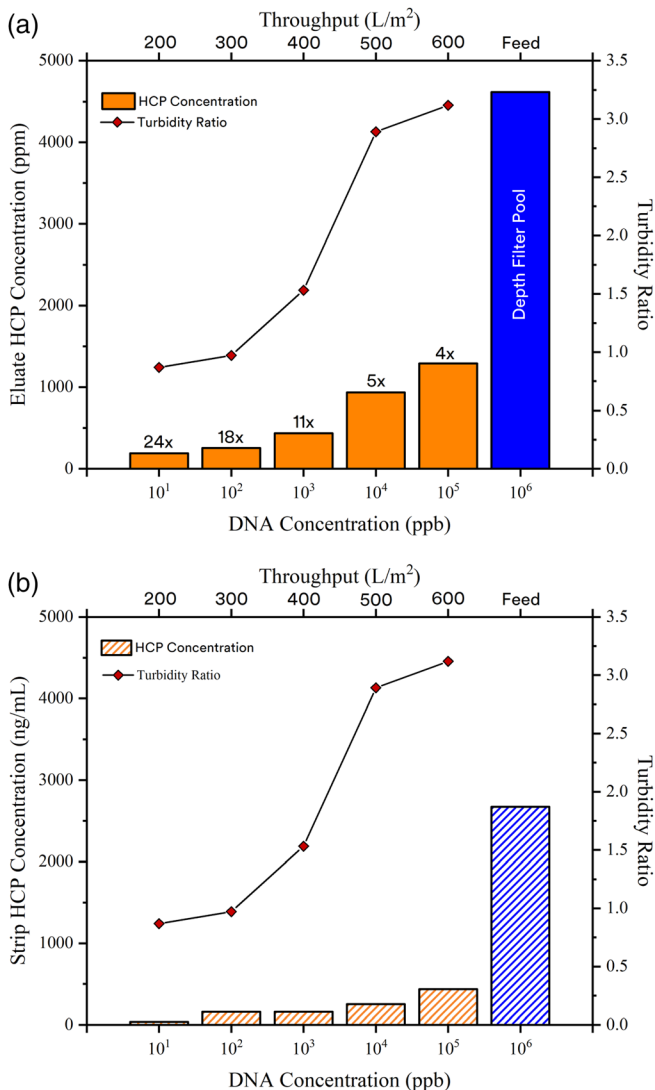 (a)
Throughput (L/m²)
200 300 400 500 600 Feed
5000
4000
3000
2000
1000
0
Eluate HCP Concentration (ppm)
HCP Concentration
Turbidity Ratio
24x 18x 11x 5x 4x
Depth Filter Pool
3.5
3.0
2.5
2.0
1.5
1.0
0.5
0.0
Turbidity Ratio
10¹ 10² 10³ 10⁴ 10⁵ 10⁶
DNA Concentration (ppb)
(b)
Throughput (L/m²)
200 300 400 500 600 Feed
5000
4000
3000
2000
1000
0
Strip HCP Concentration (ng/mL)
HCP Concentration
Turbidity Ratio
3.5
3.0
2.5
2.0
1.5
1.0
0.5
0.0
Turbidity Ratio
10¹ 10² 10³ 10⁴ 10⁵ 10⁶
DNA Concentration (ppb)